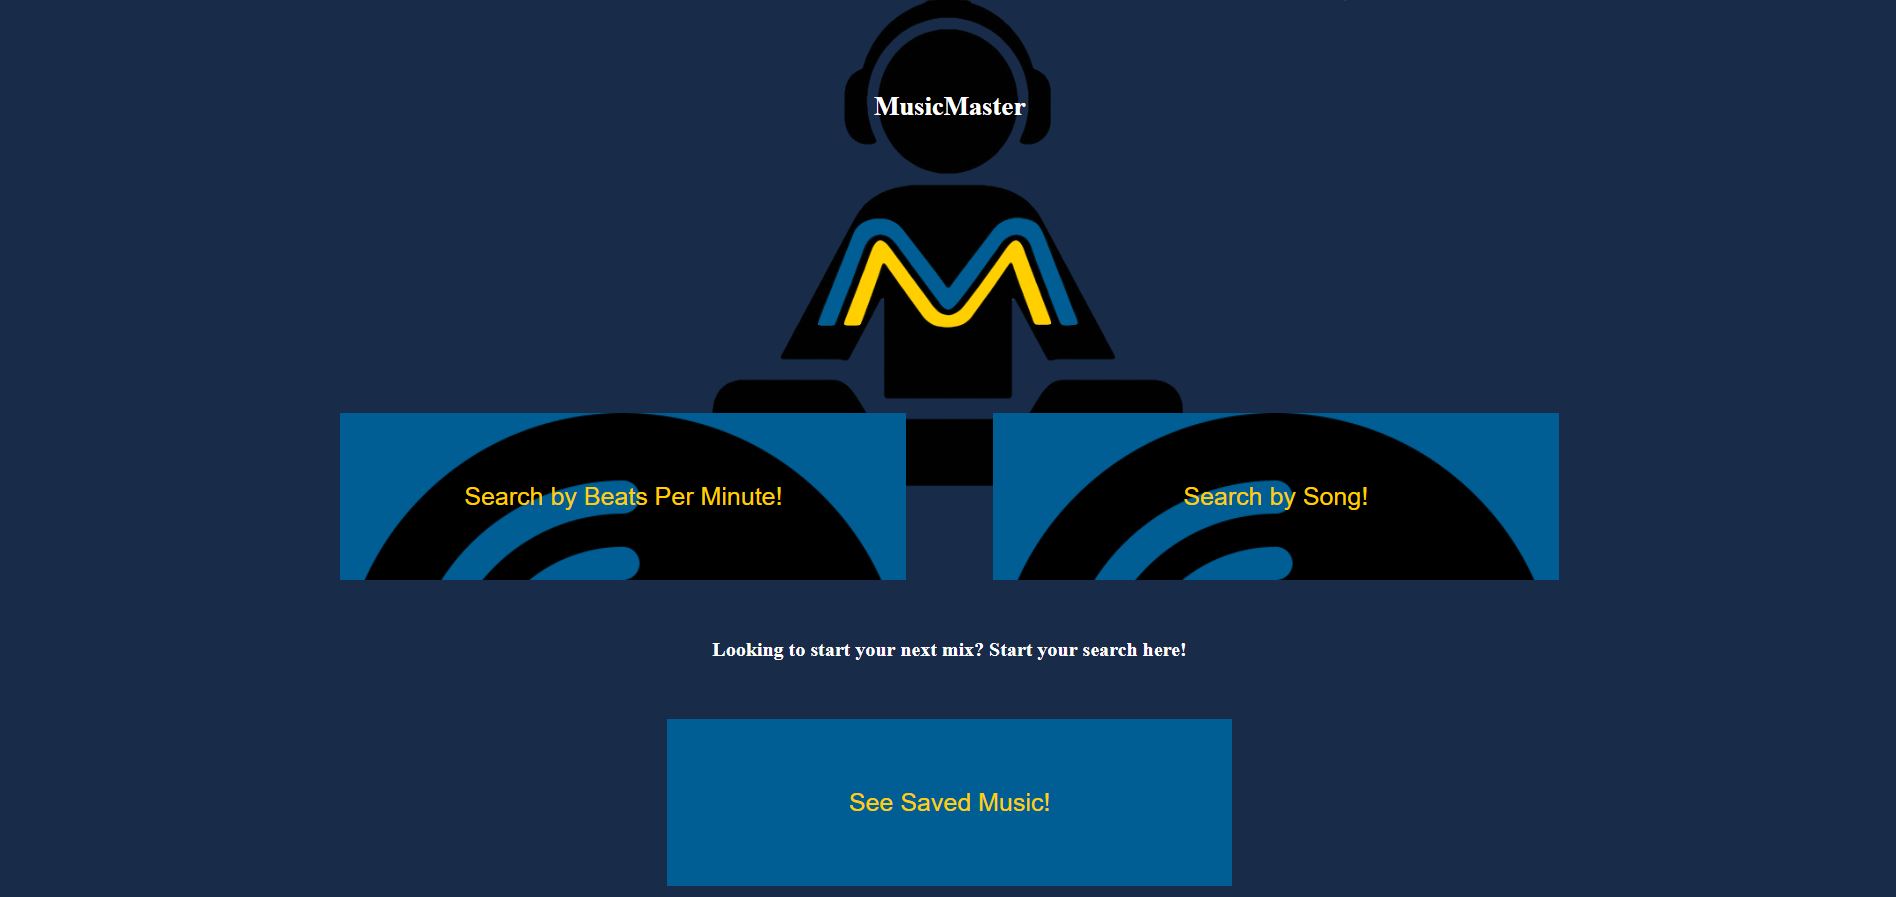 MusicMaster
Search by Beats Per Minute!
Search by Song!
Looking to start your next mix? Start your search here!
See Saved Music!